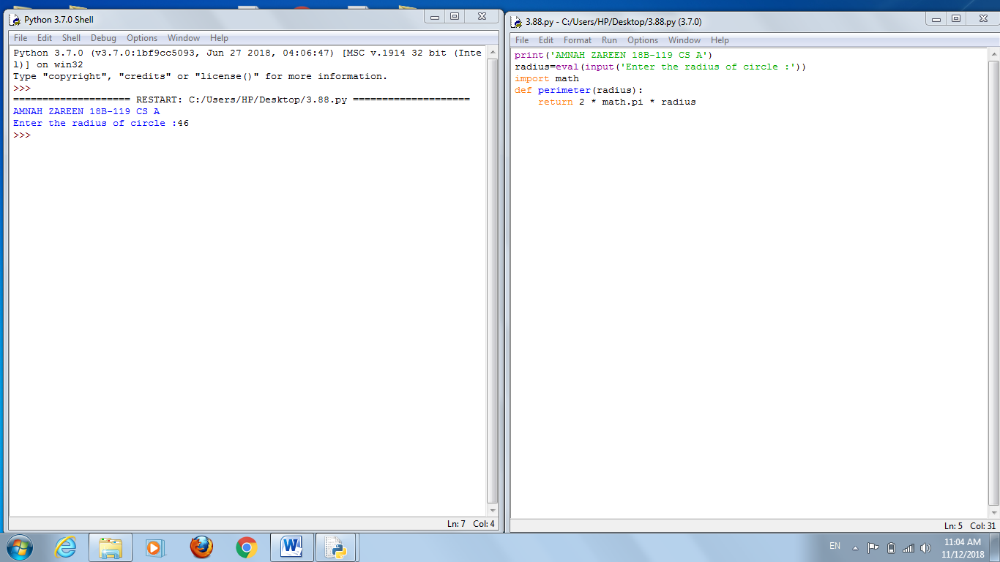 Python 3.7.0 Shell
File Edit Shell Debug Options Window Help
Python 3.7.0 (v3.7.0:1bf9cc5093, Jun 27 2018, 04:06:47) [MSC v.1914 32 bit (Inte
l)] on win32
Type "copyright", "credits" or "license()" for more information.
>>>
==================== RESTART: C:/Users/HP/Desktop/3.88.py ====================
AMNAH ZAREEN 18B-119 CS A
Enter the radius of circle :46
>>>
Ln: 7 Col: 4
3.88.py - C:/Users/HP/Desktop/3.88.py (3.7.0)
File Edit Format Run Options Window Help
print('AMNAH ZAREEN 18B-119 CS A')
radius=eval(input('Enter the radius of circle :'))
import math
def perimeter(radius):
    return 2 * math.pi * radius
Ln: 5 Col: 31
EN
11:04 AM
11/12/2018